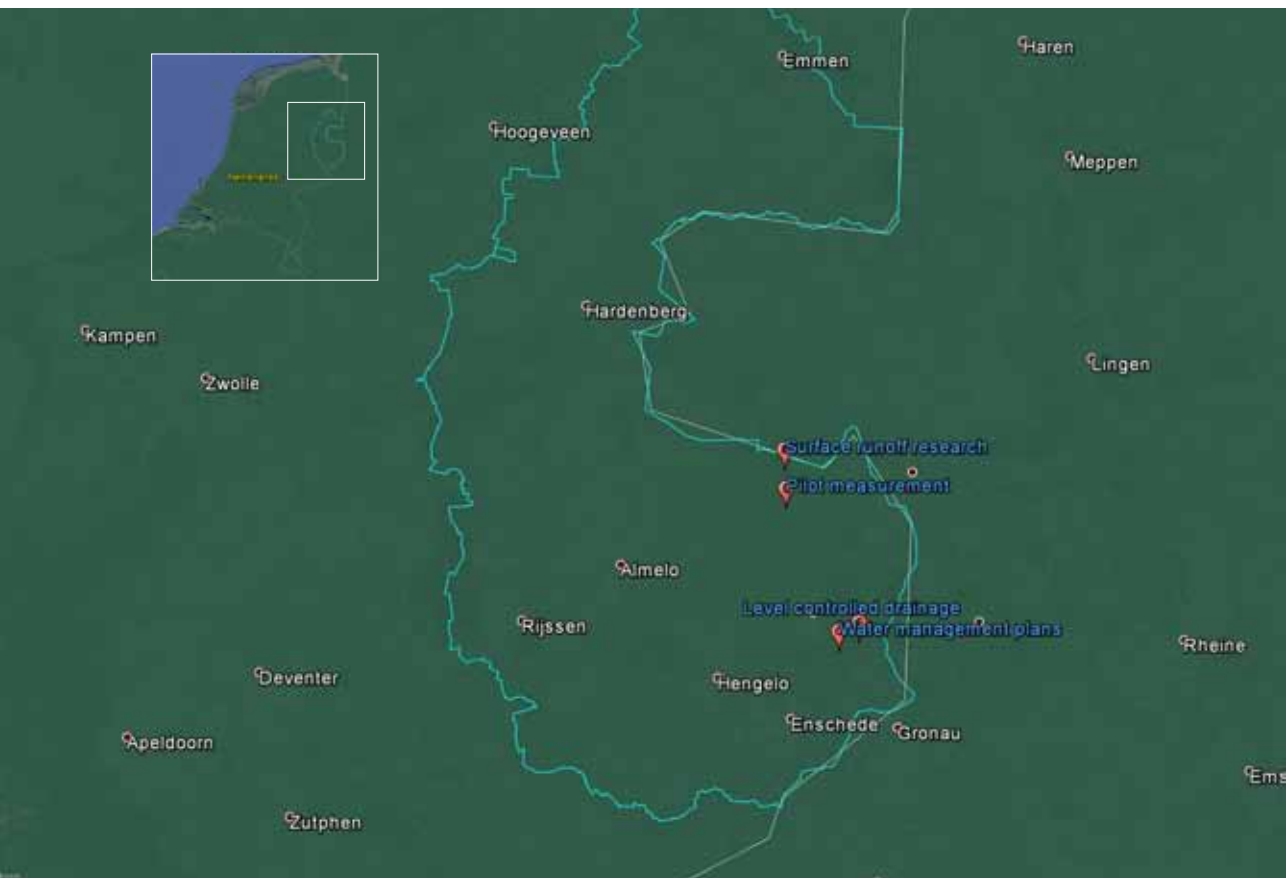 Haren
Emmen
Hoogeveen
Meppen
Hardenberg
Kampen
Lingen
Zwolle
Surface runoff research
Pilot measurement
Almelo
Level controlled drainage
Rijssen
Water management plans
Rheine
Deventer
Hengelo
Enschede
Gronau
Apeldoorn
Ems
Zutphen